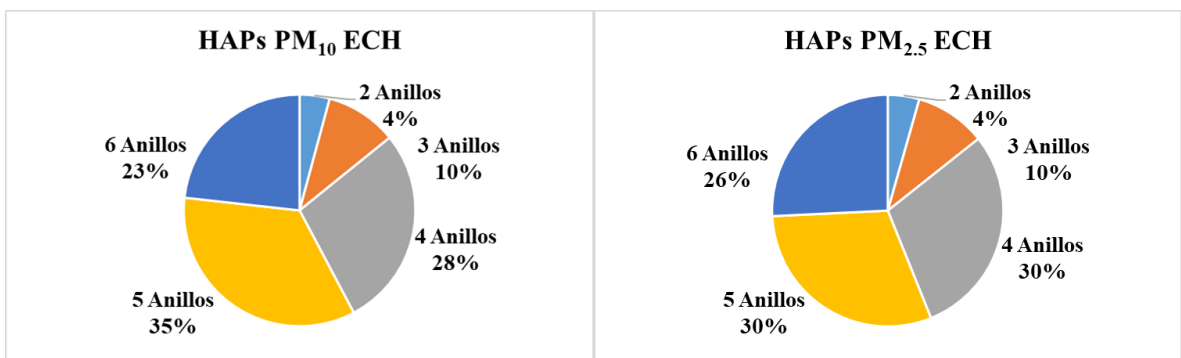 HAPs PM10 ECH
2 Anillos
4%
3 Anillos
10%
4 Anillos
28%
5 Anillos
35%
6 Anillos
23%
HAPs PM2.5 ECH
2 Anillos
4%
3 Anillos
10%
4 Anillos
30%
5 Anillos
30%
6 Anillos
26%